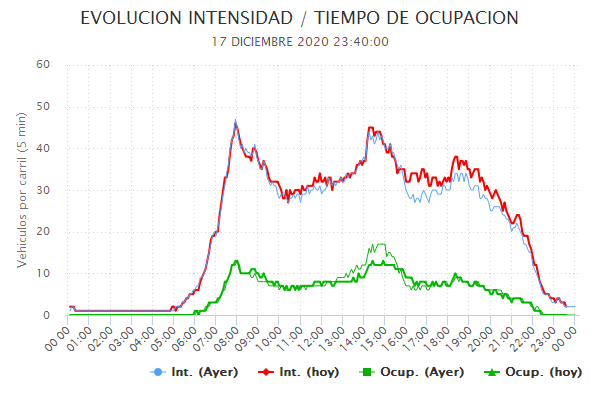 EVOLUCION INTENSIDAD / TIEMPO DE OCUPACION
17 DICIEMBRE 2020 23:40:00
Vehiculos por carril (5 min)
60
50
40
30
20
10
0
00:00 01:00 02:00 03:00 04:00 05:00 06:00 07:00 08:00 09:00 10:00 11:00 12:00 13:00 14:00 15:00 16:00 17:00 18:00 19:00 20:00 21:00 22:00 23:00 00:00
Int. (Ayer) Int. (hoy) Ocup. (Ayer) Ocup. (hoy)